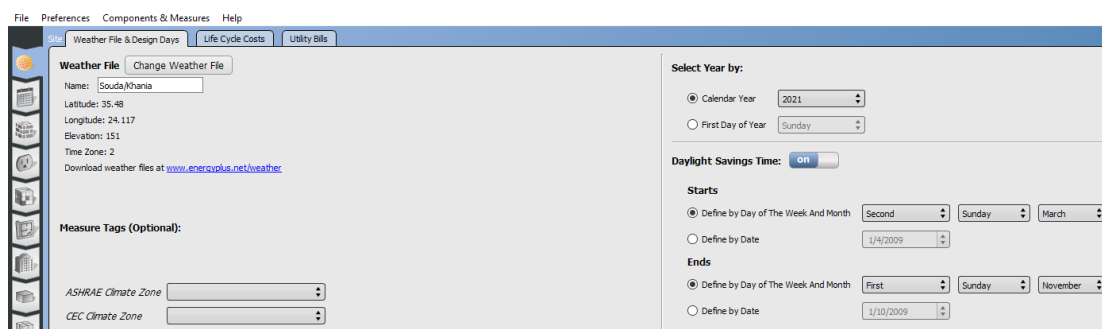 File Preferences Components & Measures Help
Site Weather File & Design Days Life Cycle Costs Utility Bills
Weather File Change Weather File
Name: Souda/Khania
Latitude: 35.48
Longitude: 24.117
Elevation: 151
Time Zone: 2
Download weather files at www.energyplus.net/weather
Measure Tags (Optional):
ASHRAE Climate Zone
CEC Climate Zone
Select Year by:
Calendar Year 2021
First Day of Year Sunday
Daylight Savings Time: on
Starts
Define by Day of The Week And Month Second Sunday March
Define by Date 1/4/2009
Ends
Define by Day of The Week And Month First Sunday November
Define by Date 1/10/2009